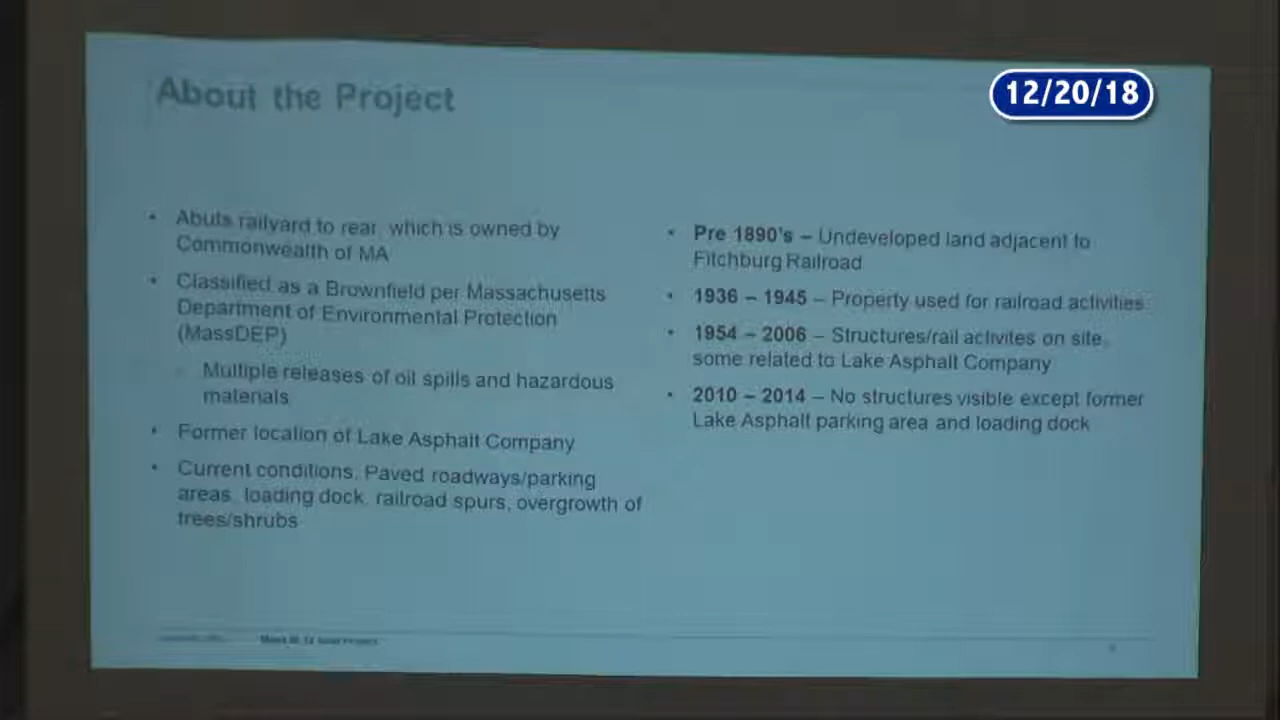 About the Project
12/20/18
• Abuts railyard to rear, which is owned by
Commonwealth of MA
• Classified as a Brownfield per Massachusetts
Department of Environmental Protection
(MassDEP)
Multiple releases of oil spills and hazardous
materials
• Former location of Lake Asphalt Company
• Current conditions: Paved roadways/parking
areas, loading dock, railroad spurs, overgrowth of
trees/shrubs
• Pre 1890's – Undeveloped land adjacent to
Fitchburg Railroad
• 1936 – 1945 – Property used for railroad activities
• 1954 – 2006 – Structures/rail activites on site,
some related to Lake Asphalt Company
• 2010 – 2014 – No structures visible except former
Lake Asphalt parking area and loading dock